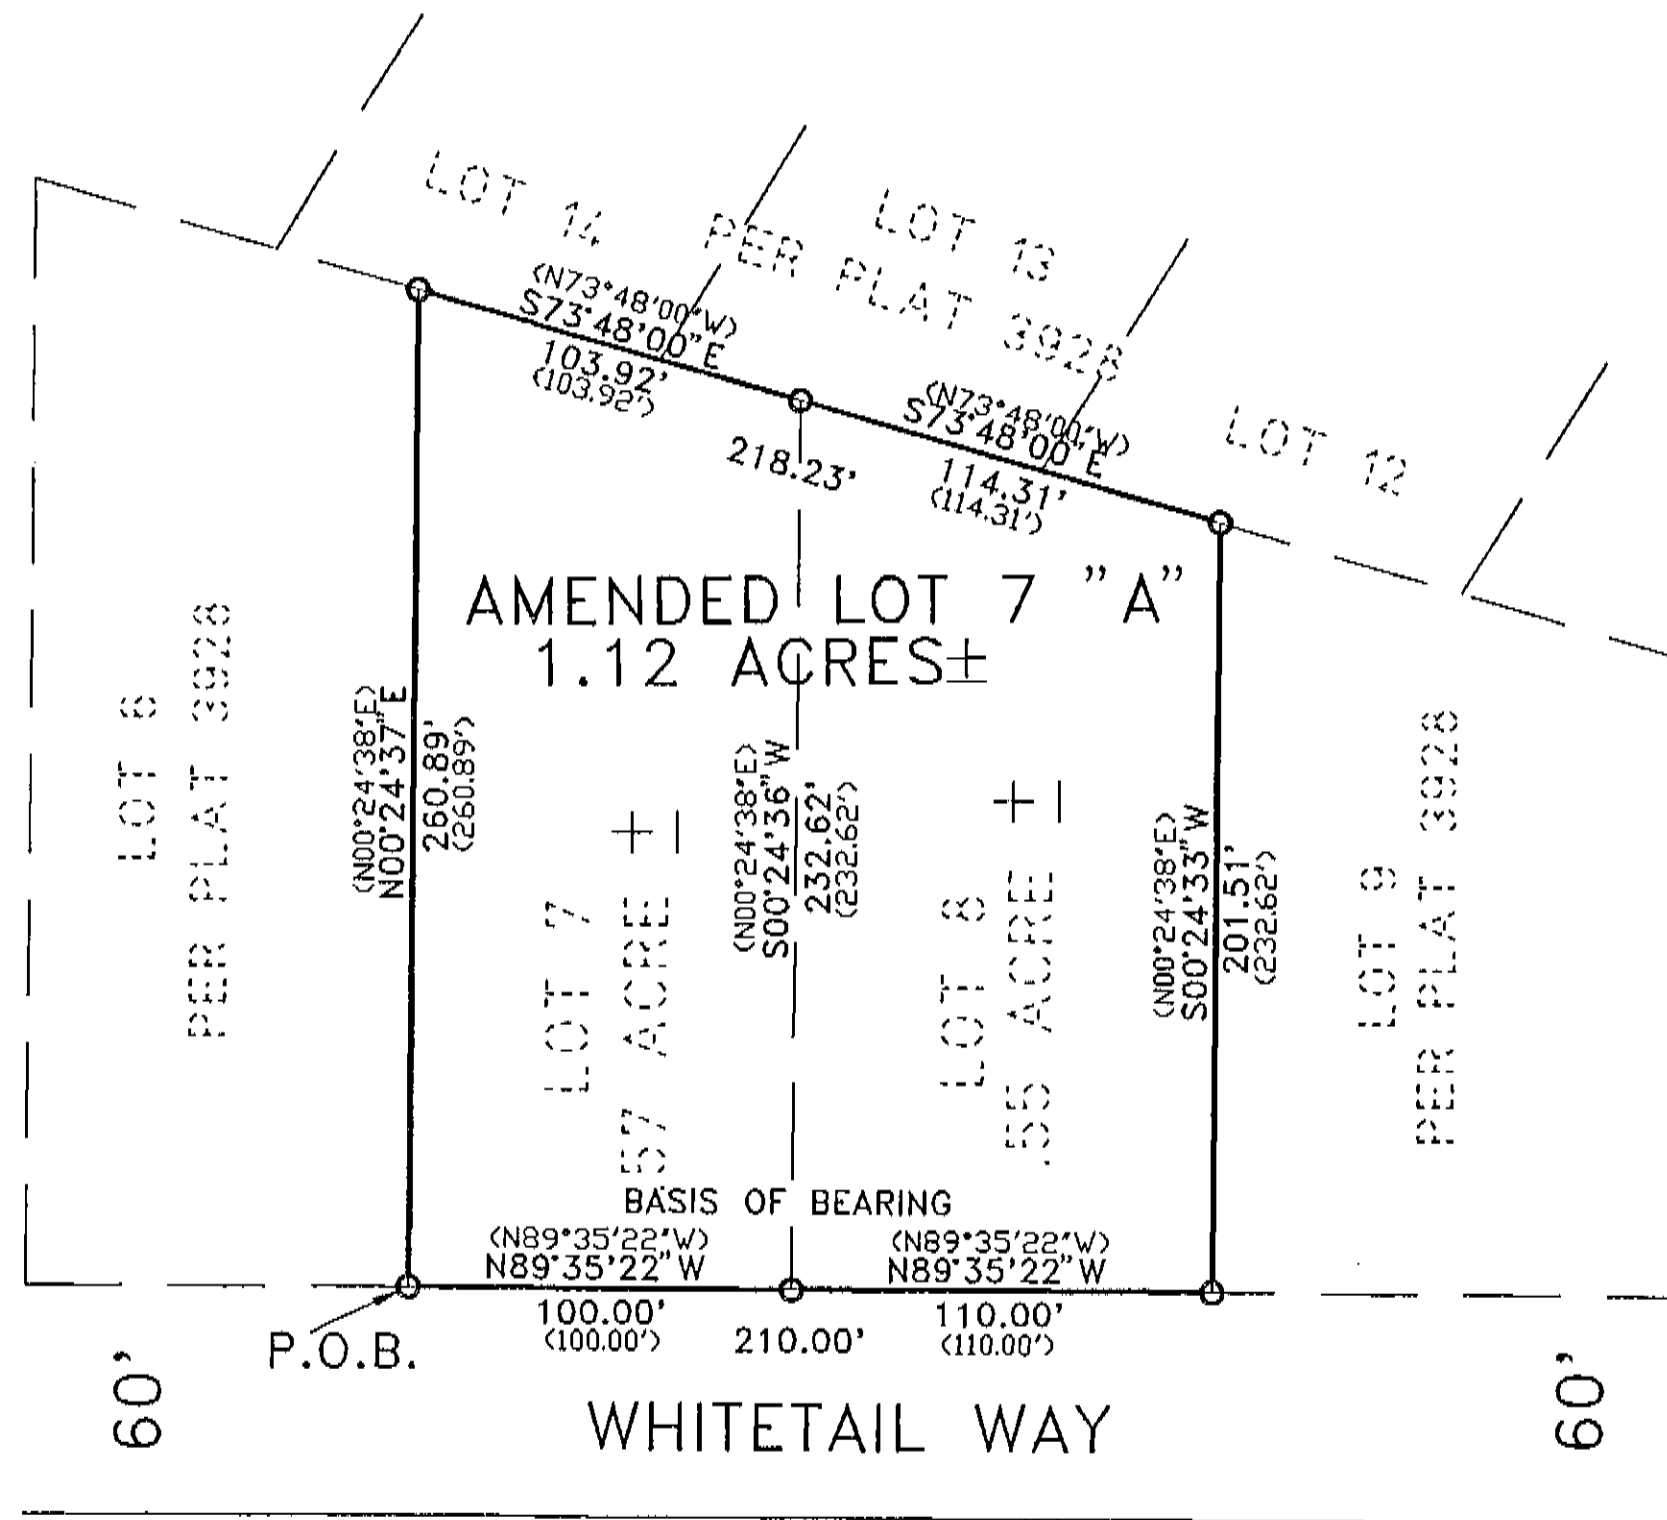 LOT 14
LOT 13
PER PLAT 3928
LOT 12
(N73°48'00"W)
S73°48'00"E
103.92'
(103.92')
(N73°48'00"W)
S73°48'00"E
114.31'
(114.31')
218.23'
AMENDED LOT 7 "A"
1.12 ACRES±
LOT 6
PER PLAT 3928
(N00°24'38"E)
N00°24'37"E
260.89'
(260.89')
LOT 7
.57 ACRE ±
(N00°24'38"E)
S00°24'36"W
232.62'
(232.62')
LOT 8
.55 ACRE ±
(N00°24'38"E)
S00°24'33"W
201.51'
(232.62')
LOT 9
PER PLAT 3928
BASIS OF BEARING
(N89°35'22"W)
N89°35'22"W
100.00'
(100.00')
(N89°35'22"W)
N89°35'22"W
110.00'
(110.00')
210.00'
P.O.B.
60'
WHITETAIL WAY
60'